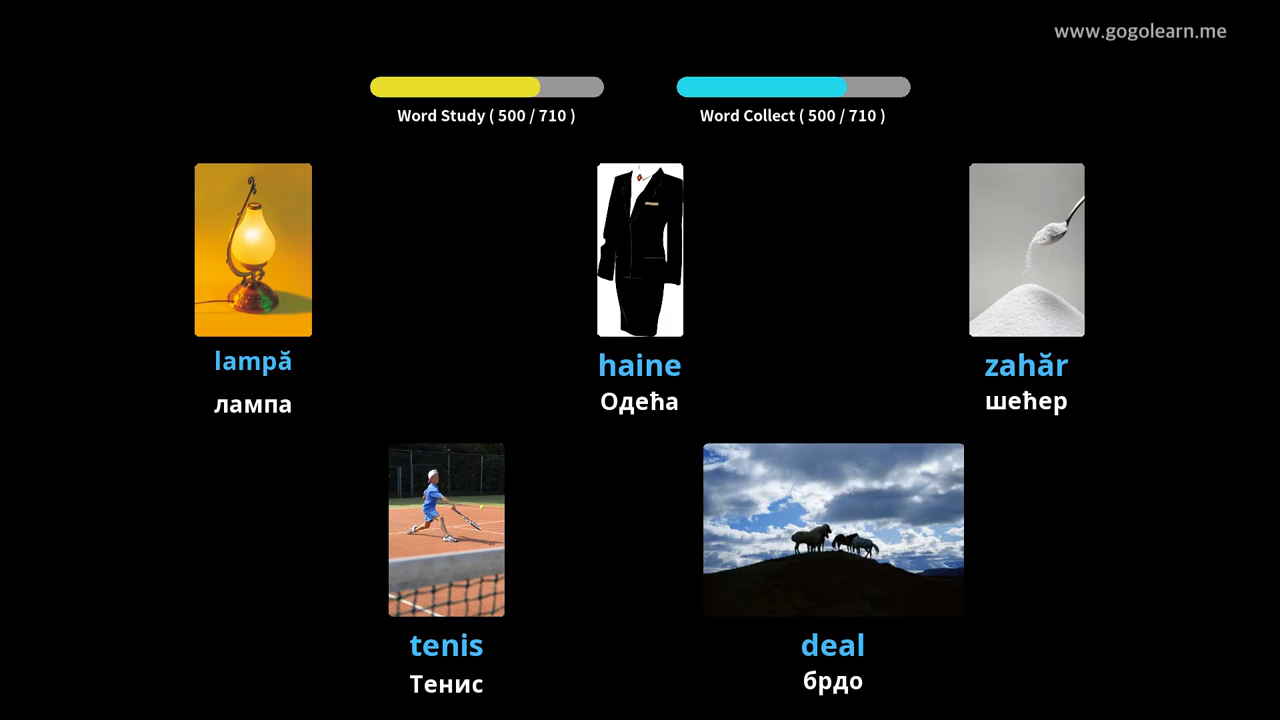 www.gogolearn.me
Word Study ( 500 / 710 )
Word Collect ( 500 / 710 )
lampă
лампа
haine
Одећа
zahăr
шећер
tenis
Тенис
deal
брдо